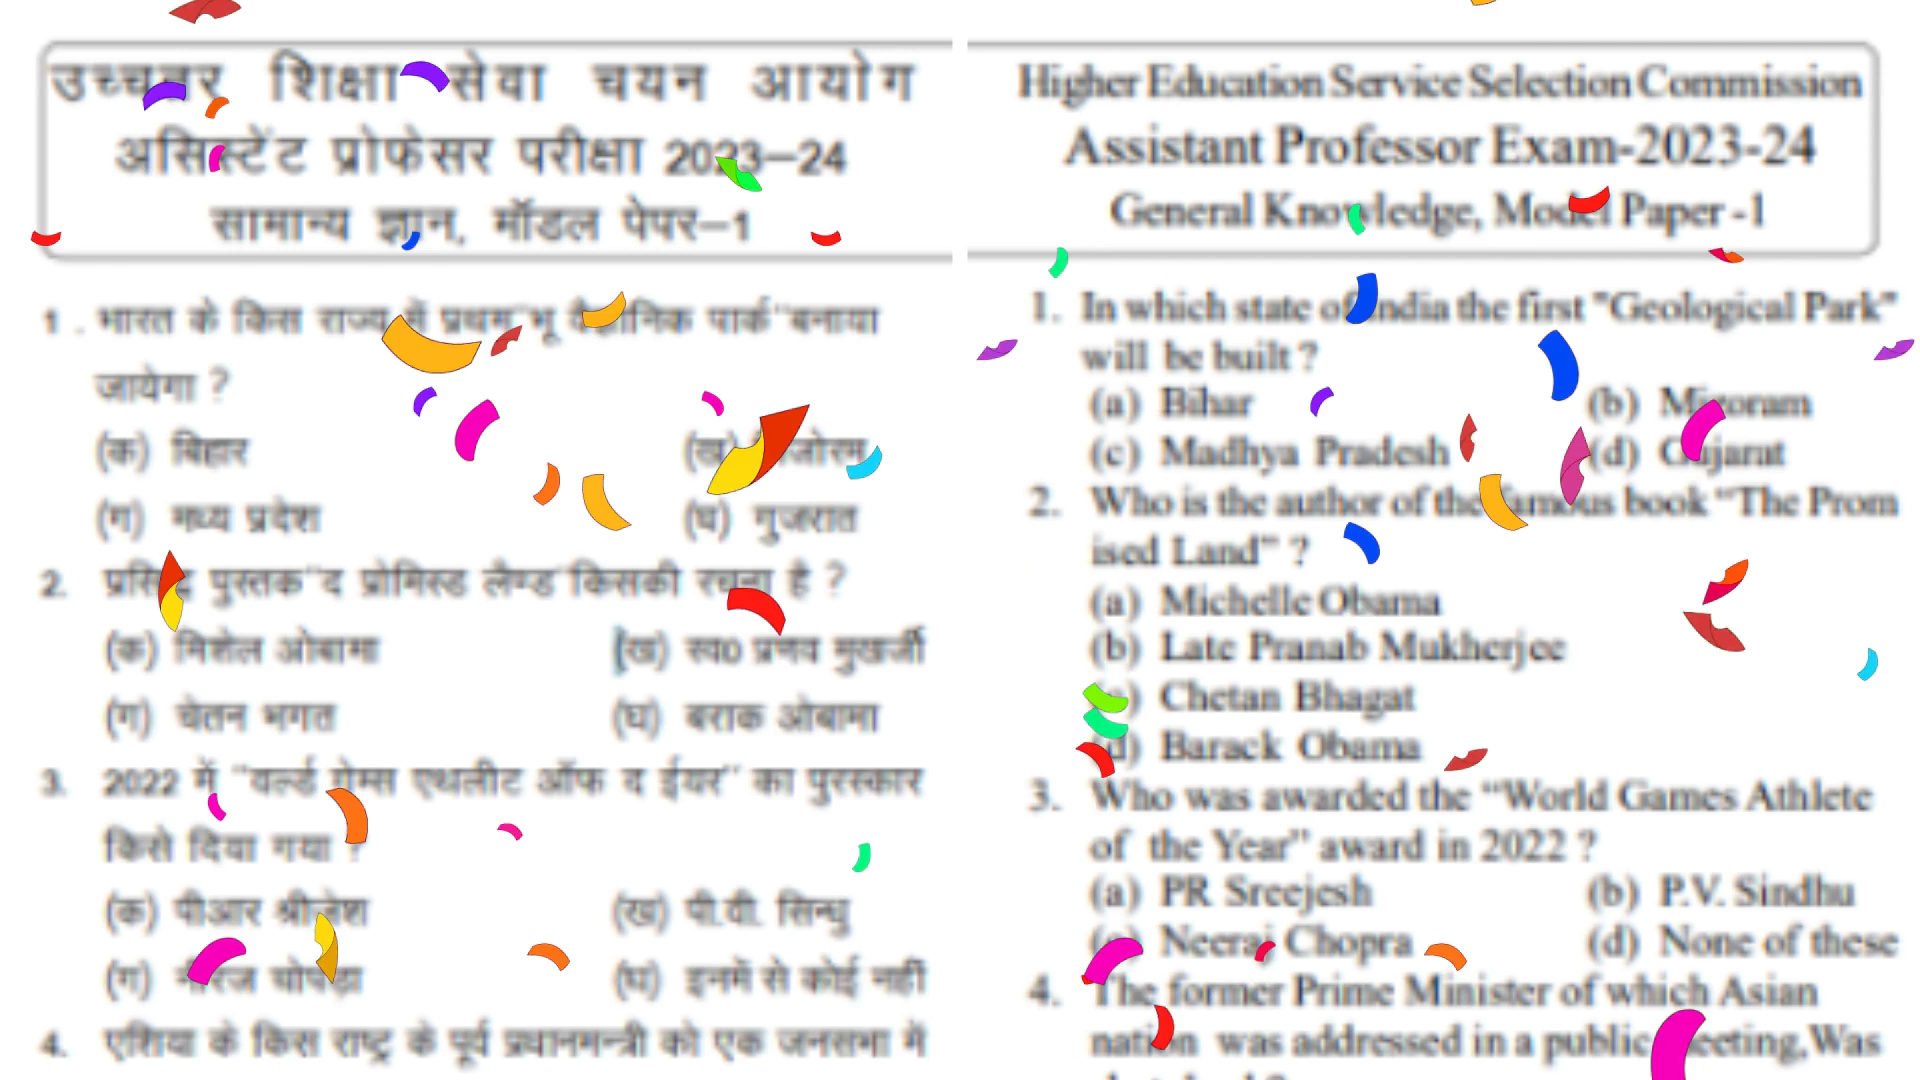 उच्चतर शिक्षा सेवा चयन आयोग
असिस्टेंट प्रोफेसर परीक्षा 2023–24
सामान्य ज्ञान, मॉडल पेपर–1
1 . भारत के किस राज्य में प्रथम "भू वैज्ञानिक पार्क" बनाया
जायेगा ?
(क) बिहार (ख) मिजोरम
(ग) मध्य प्रदेश (घ) गुजरात
2. प्रसिद्ध पुस्तक "द प्रोमिस्ड लैण्ड" किसकी रचना है ?
(क) मिशेल ओबामा (ख) स्व0 प्रणव मुखर्जी
(ग) चेतन भगत (घ) बराक ओबामा
3. 2022 में "वर्ल्ड गेम्स एथलीट ऑफ द ईयर" का पुरस्कार
किसे दिया गया ?
(क) पीआर श्रीजेश (ख) पी.वी. सिन्धु
(ग) नीरज चोपड़ा (घ) इनमें से कोई नहीं
4. एशिया के किस राष्ट्र के पूर्व प्रधानमन्त्री को एक जनसभा में
Higher Education Service Selection Commission
Assistant Professor Exam-2023-24
General Knowledge, Model Paper -1
1. In which state of India the first "Geological Park"
will be built ?
(a) Bihar (b) Mizoram
(c) Madhya Pradesh (d) Gujarat
2. Who is the author of the famous book “The Prom
ised Land” ?
(a) Michelle Obama
(b) Late Pranab Mukherjee
(c) Chetan Bhagat
(d) Barack Obama
3. Who was awarded the “World Games Athlete
of the Year” award in 2022 ?
(a) PR Sreejesh (b) P.V. Sindhu
(c) Neeraj Chopra (d) None of these
4. The former Prime Minister of which Asian
nation was addressed in a public meeting,Was